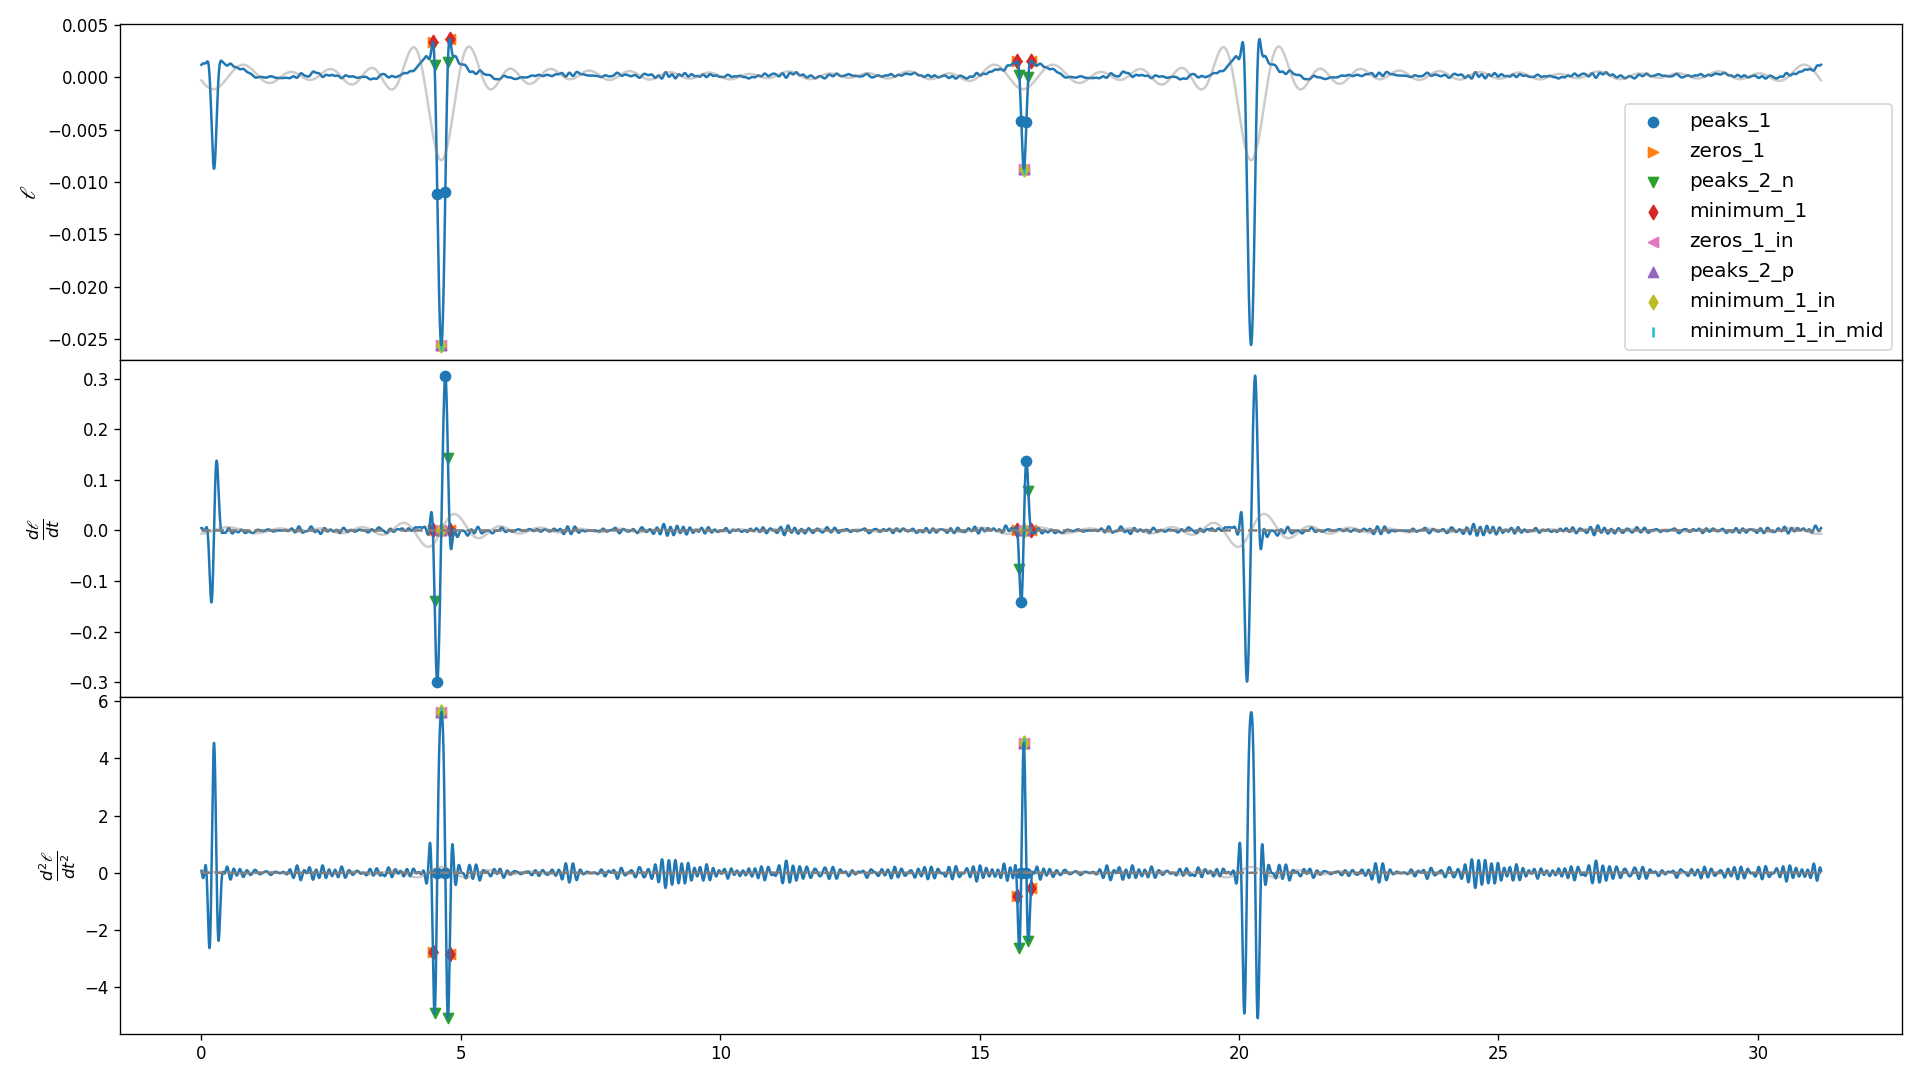 0.005
0.000
−0.005
−0.010
−0.015
−0.020
−0.025
ℓ
peaks_1
zeros_1
peaks_2_n
minimum_1
zeros_1_in
peaks_2_p
minimum_1_in
minimum_1_in_mid
0.3
0.2
0.1
0.0
−0.1
−0.2
−0.3
dℓ
dt
6
4
2
0
−2
−4
d²ℓ
dt²
0 5 10 15 20 25 30